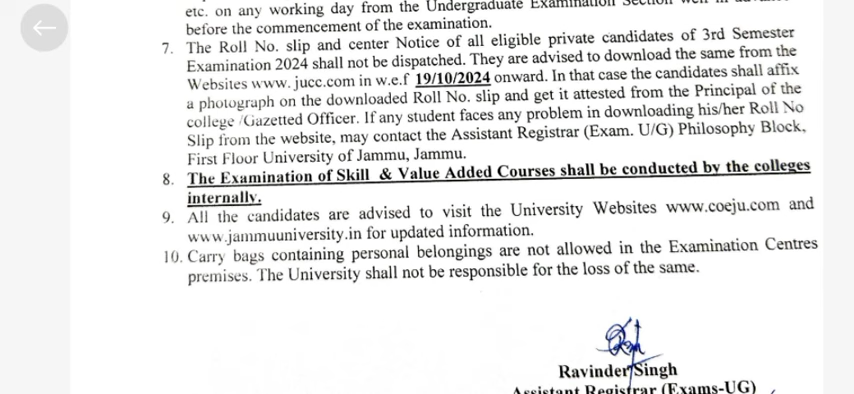 etc. on any working day from the Undergraduate Examination Section well in advance
before the commencement of the examination.
7. The Roll No. slip and center Notice of all eligible private candidates of 3rd Semester
Examination 2024 shall not be dispatched. They are advised to download the same from the
Websites www. jucc.com in w.e.f 19/10/2024 onward. In that case the candidates shall affix
a photograph on the downloaded Roll No. slip and get it attested from the Principal of the
college /Gazetted Officer. If any student faces any problem in downloading his/her Roll No
Slip from the website, may contact the Assistant Registrar (Exam. U/G) Philosophy Block,
First Floor University of Jammu, Jammu.
8. The Examination of Skill & Value Added Courses shall be conducted by the colleges
internally.
9. All the candidates are advised to visit the University Websites www.coeju.com and
www.jammuuniversity.in for updated information.
10. Carry bags containing personal belongings are not allowed in the Examination Centres
premises. The University shall not be responsible for the loss of the same.
Ravinder Singh
Assistant Registrar (Exams-UG)